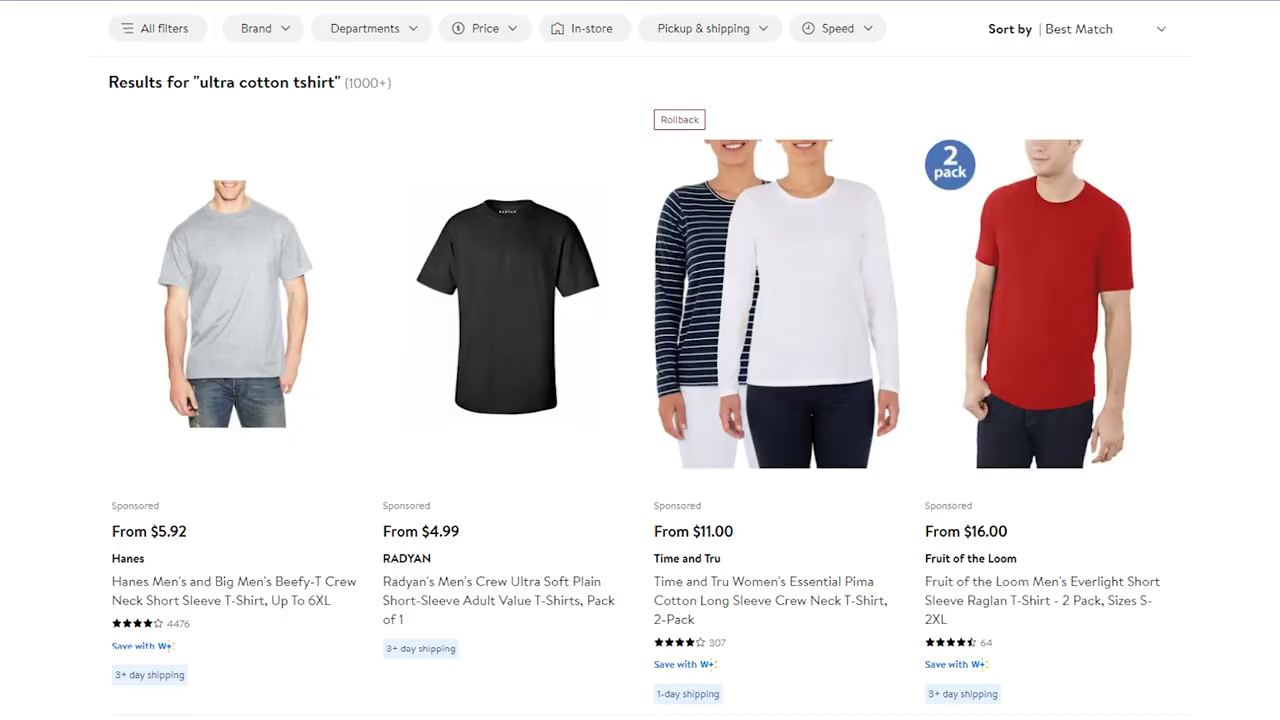 All filters
Brand
Departments
Price
In-store
Pickup & shipping
Speed
Sort by | Best Match
Results for "ultra cotton tshirt" (1000+)
Rollback
2
pack
RADYAN
Sponsored
From $5.92
Hanes
Hanes Men's and Big Men's Beefy-T Crew
Neck Short Sleeve T-Shirt, Up To 6XL
4476
Save with W+
3+ day shipping
Sponsored
From $4.99
RADYAN
Radyan's Men's Crew Ultra Soft Plain
Short-Sleeve Adult Value T-Shirts, Pack
of 1
3+ day shipping
Sponsored
From $11.00
Time and Tru
Time and Tru Women's Essential Pima
Cotton Long Sleeve Crew Neck T-Shirt,
2-Pack
307
Save with W+
1-day shipping
Sponsored
From $16.00
Fruit of the Loom
Fruit of the Loom Men's Everlight Short
Sleeve Raglan T-Shirt - 2 Pack, Sizes S-
2XL
64
Save with W+
3+ day shipping